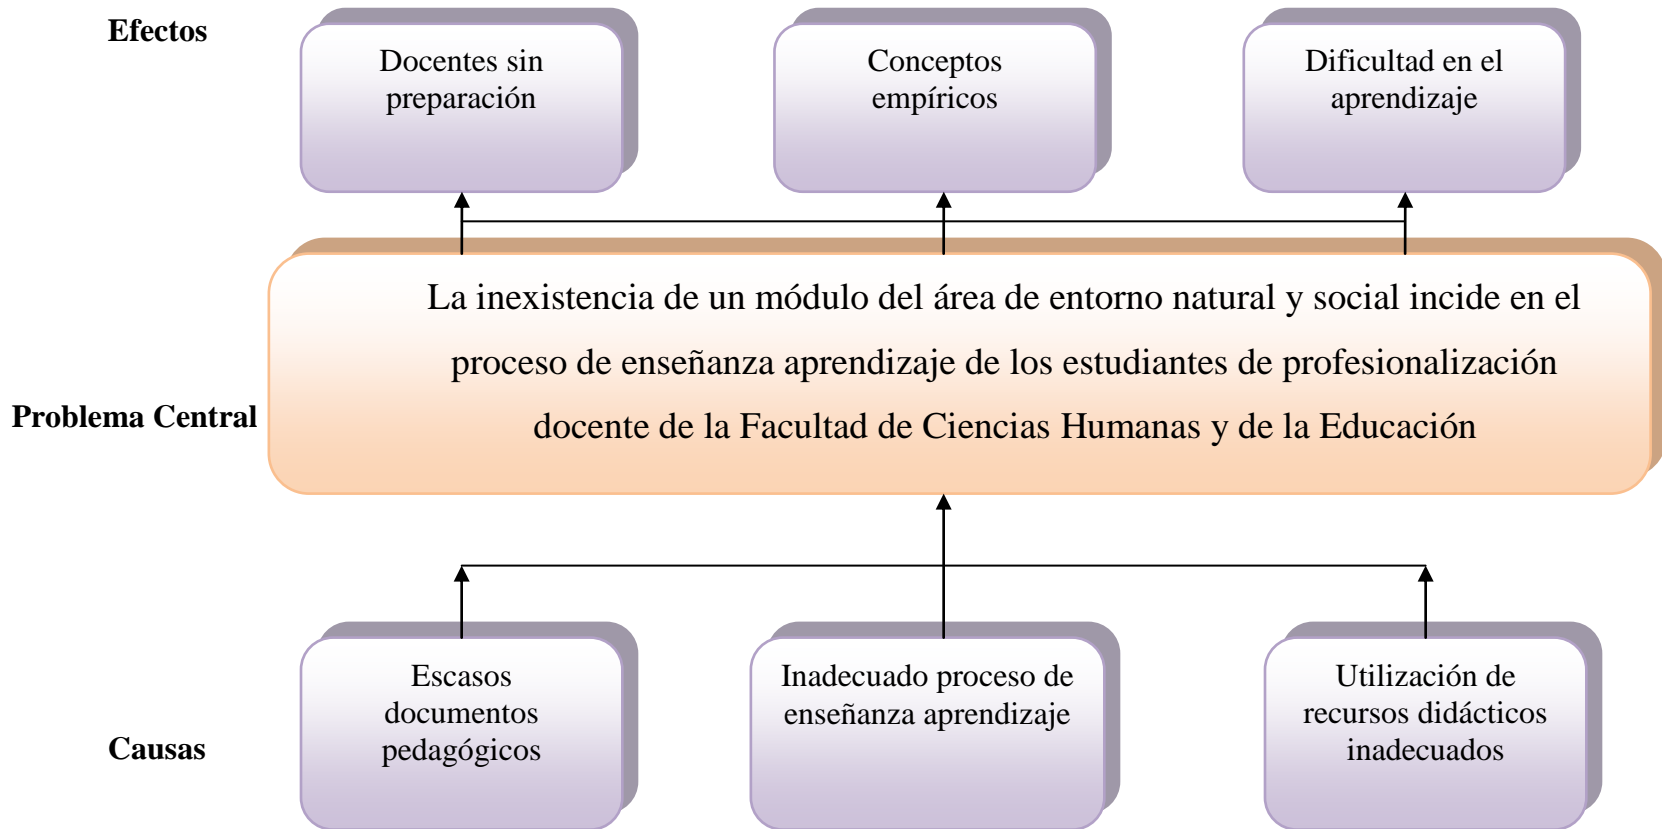 Efectos
Docentes sin
preparación
Conceptos
empíricos
Dificultad en el
aprendizaje
La inexistencia de un módulo del área de entorno natural y social incide en el
proceso de enseñanza aprendizaje de los estudiantes de profesionalización
docente de la Facultad de Ciencias Humanas y de la Educación
Problema Central
Escasos
documentos
pedagógicos
Inadecuado proceso de
enseñanza aprendizaje
Utilización de
recursos didácticos
inadecuados
Causas